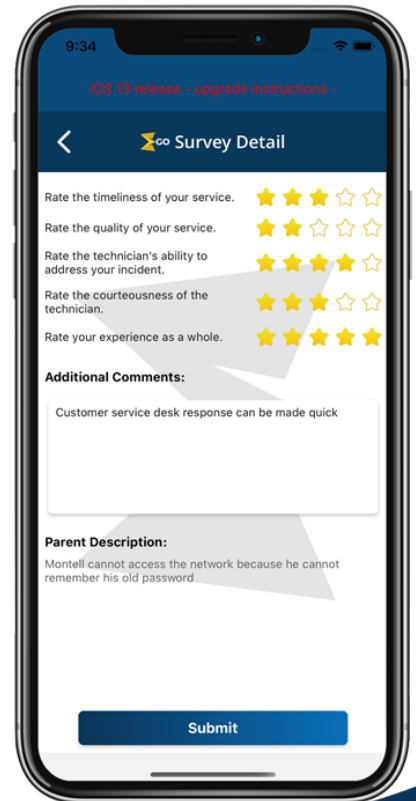 9:34
iOS 13 release - upgrade instructions -
co Survey Detail
Rate the timeliness of your service.
Rate the quality of your service.
Rate the technician's ability to
address your incident.
Rate the courteousness of the
technician.
Rate your experience as a whole.
Additional Comments:
Customer service desk response can be made quick
Parent Description:
Montell cannot access the network because he cannot
remember his old password
Submit